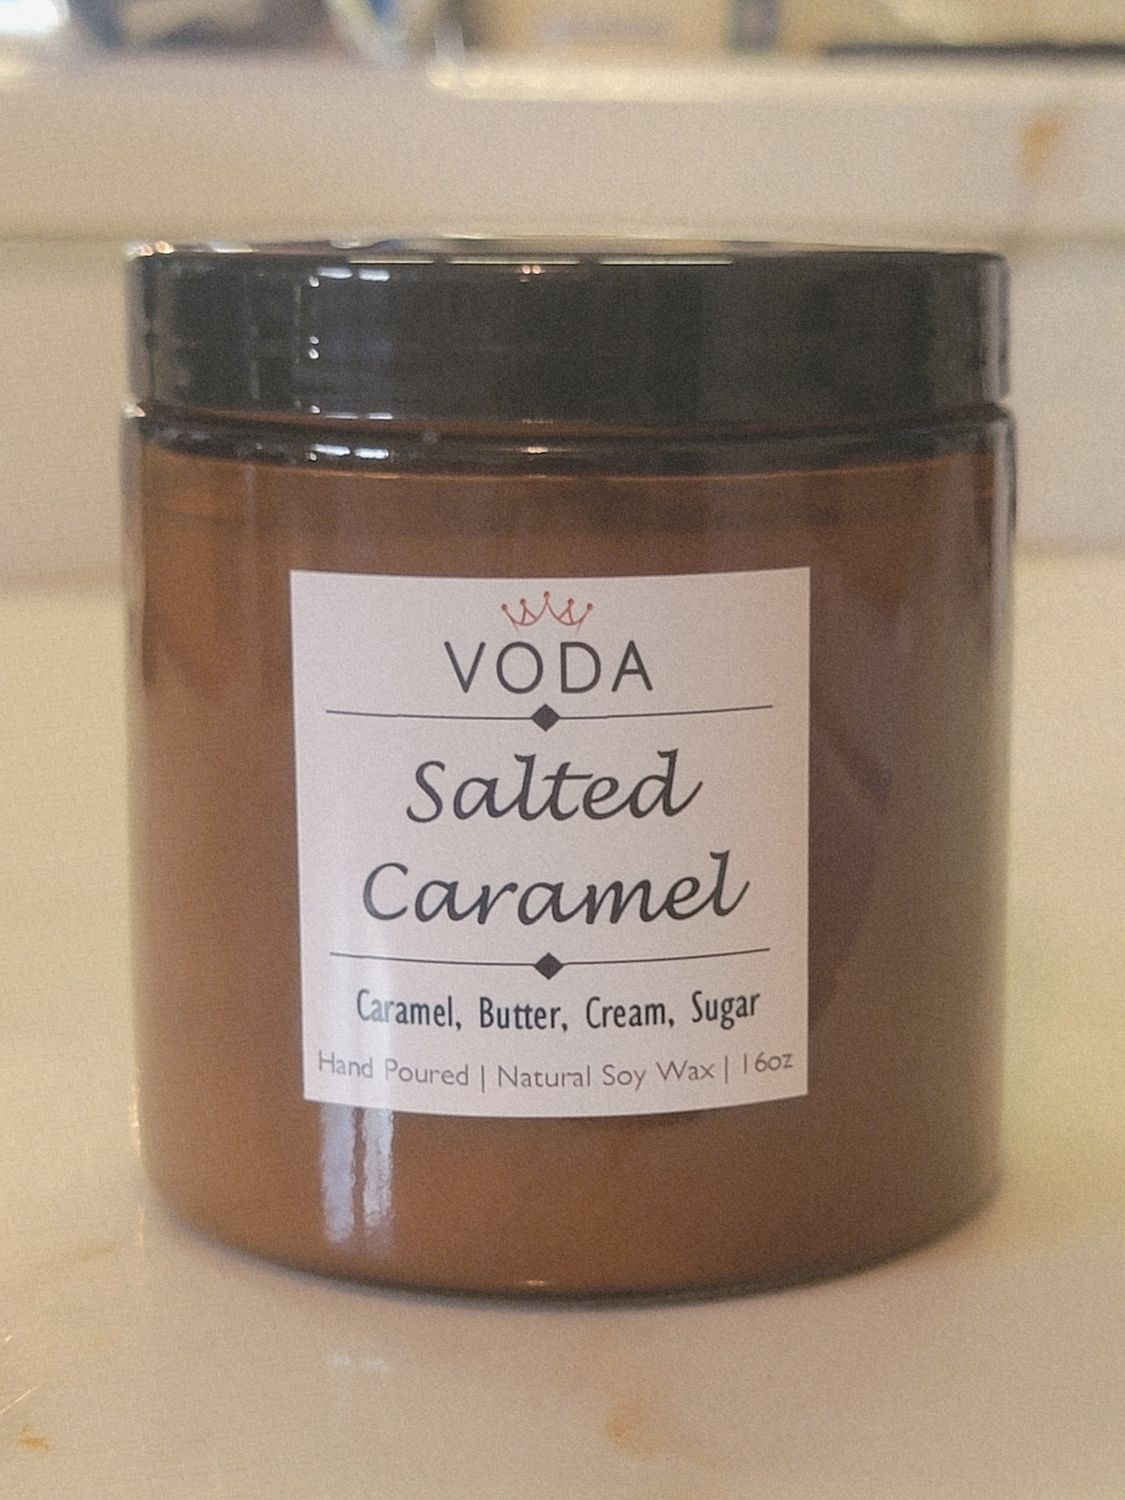 VODA
Salted
Caramel
Caramel, Butter, Cream, Sugar
Hand Poured | Natural Soy Wax | 16oz